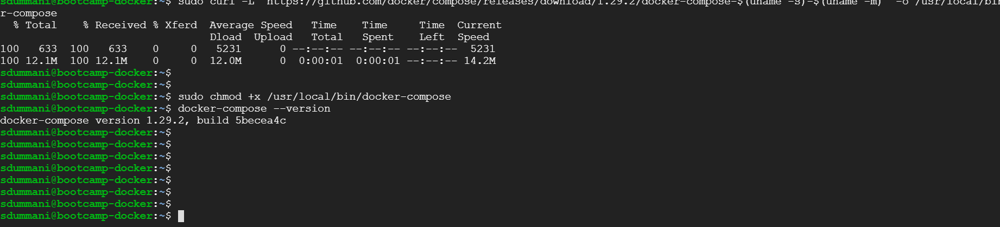 sdummani@bootcamp-docker:~$ sudo curl -L "https://github.com/docker/compose/releases/download/1.29.2/docker-compose-$(uname -s)-$(uname -m)" -o /usr/local/bin
r-compose
  % Total    % Received % Xferd  Average Speed   Time    Time     Time  Current
                                 Dload  Upload   Total   Spent    Left  Speed
100   633  100   633    0     0   5231      0 --:--:-- --:--:-- --:--:--  5231
100 12.1M  100 12.1M    0     0  12.0M      0  0:00:01  0:00:01 --:--:-- 14.2M
sdummani@bootcamp-docker:~$
sdummani@bootcamp-docker:~$
sdummani@bootcamp-docker:~$ sudo chmod +x /usr/local/bin/docker-compose
sdummani@bootcamp-docker:~$ docker-compose --version
docker-compose version 1.29.2, build 5becea4c
sdummani@bootcamp-docker:~$
sdummani@bootcamp-docker:~$
sdummani@bootcamp-docker:~$
sdummani@bootcamp-docker:~$
sdummani@bootcamp-docker:~$
sdummani@bootcamp-docker:~$
sdummani@bootcamp-docker:~$
sdummani@bootcamp-docker:~$